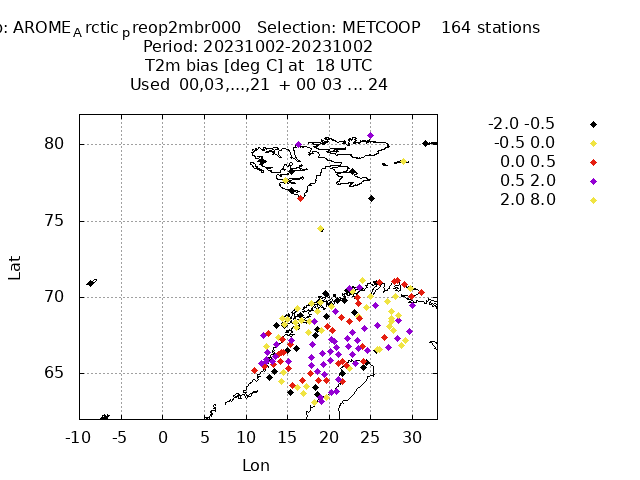 : AROME_Arctic_preop2mbr000 Selection: METCOOP 164 stations
Period: 20231002-20231002
T2m bias [deg C] at 18 UTC
Used 00,03,...,21 + 00 03 ... 24
-2.0 -0.5
-0.5 0.0
0.0 0.5
0.5 2.0
2.0 8.0
80
75
70
65
Lat
-10 -5 0 5 10 15 20 25 30
Lon